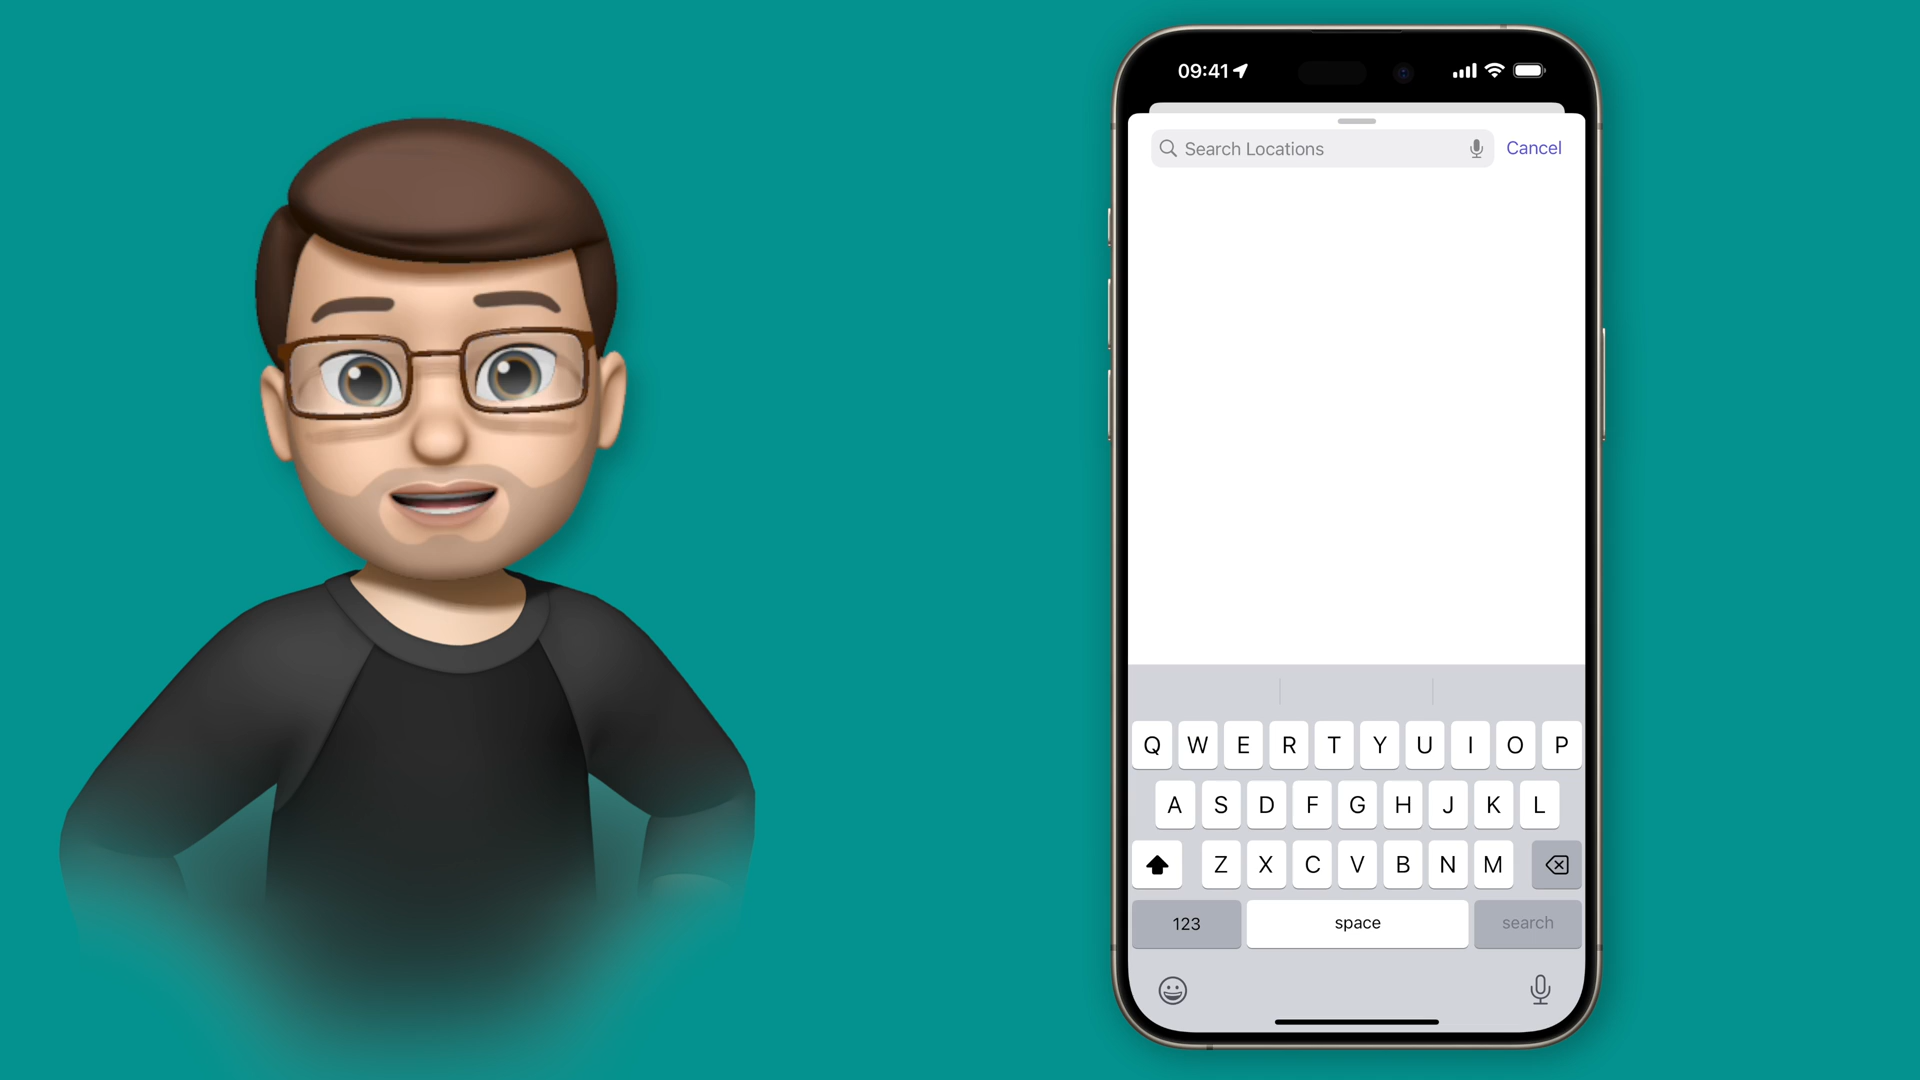 09:41
Search Locations
Cancel
Q W E R T Y U I O P
A S D F G H J K L
Z X C V B N M
123 space search